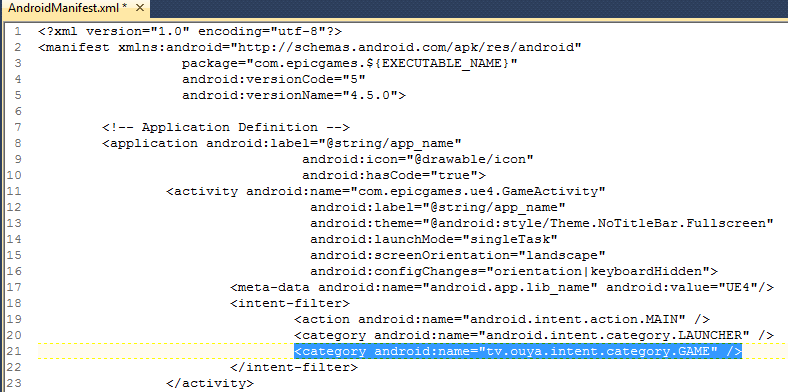 AndroidManifest.xml * ×
1 <?xml version="1.0" encoding="utf-8"?>
2 <manifest xmlns:android="http://schemas.android.com/apk/res/android"
3 package="com.epicgames.${EXECUTABLE_NAME}"
4 android:versionCode="5"
5 android:versionName="4.5.0">
6
7 <!-- Application Definition -->
8 <application android:label="@string/app_name"
9 android:icon="@drawable/icon"
10 android:hasCode="true">
11 <activity android:name="com.epicgames.ue4.GameActivity"
12 android:label="@string/app_name"
13 android:theme="@android:style/Theme.NoTitleBar.Fullscreen"
14 android:launchMode="singleTask"
15 android:screenOrientation="landscape"
16 android:configChanges="orientation|keyboardHidden">
17 <meta-data android:name="android.app.lib_name" android:value="UE4"/>
18 <intent-filter>
19 <action android:name="android.intent.action.MAIN" />
20 <category android:name="android.intent.category.LAUNCHER" />
21 <category android:name="tv.ouya.intent.category.GAME" />
22 </intent-filter>
23 </activity>